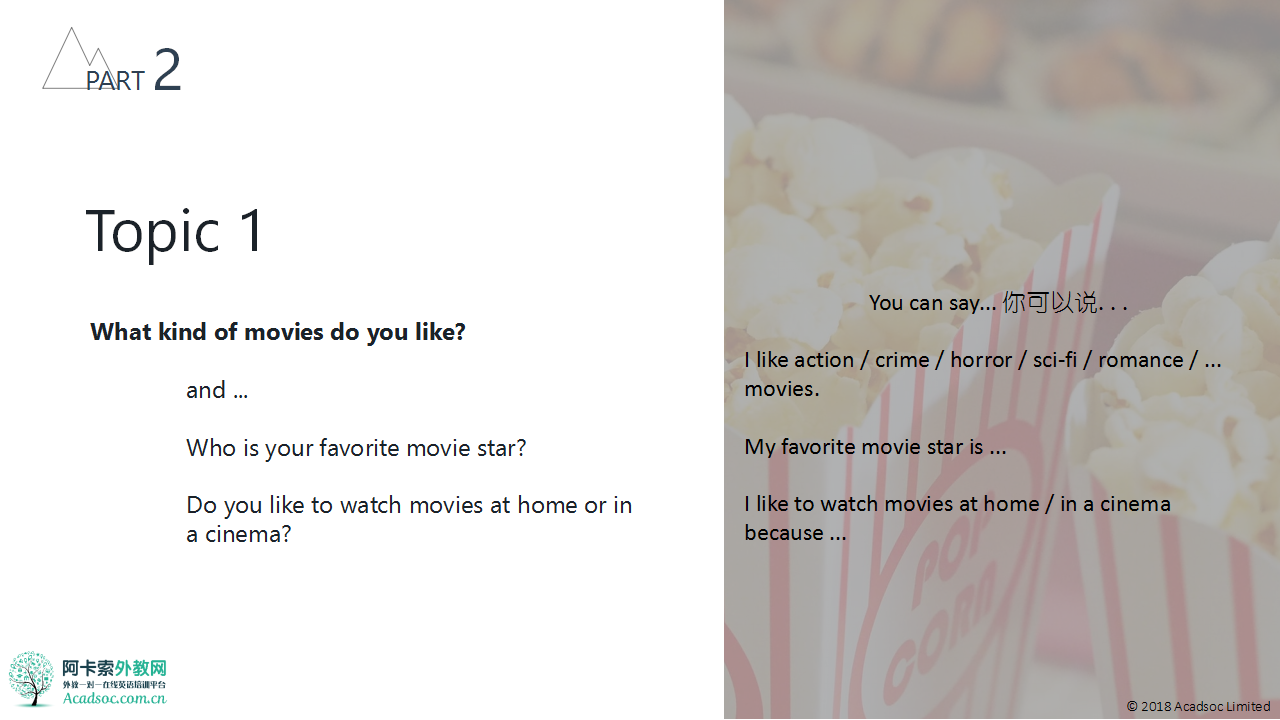 PART 2
Topic 1
What kind of movies do you like?
and ...
Who is your favorite movie star?
Do you like to watch movies at home or in
a cinema?
You can say... 你可以说. . .
I like action / crime / horror / sci-fi / romance / ...
movies.
My favorite movie star is ...
I like to watch movies at home / in a cinema
because ...
POP
CORN
阿卡索外教网
外教一对一在线英语培训平台
Acadsoc.com.cn
© 2018 Acadsoc Limited